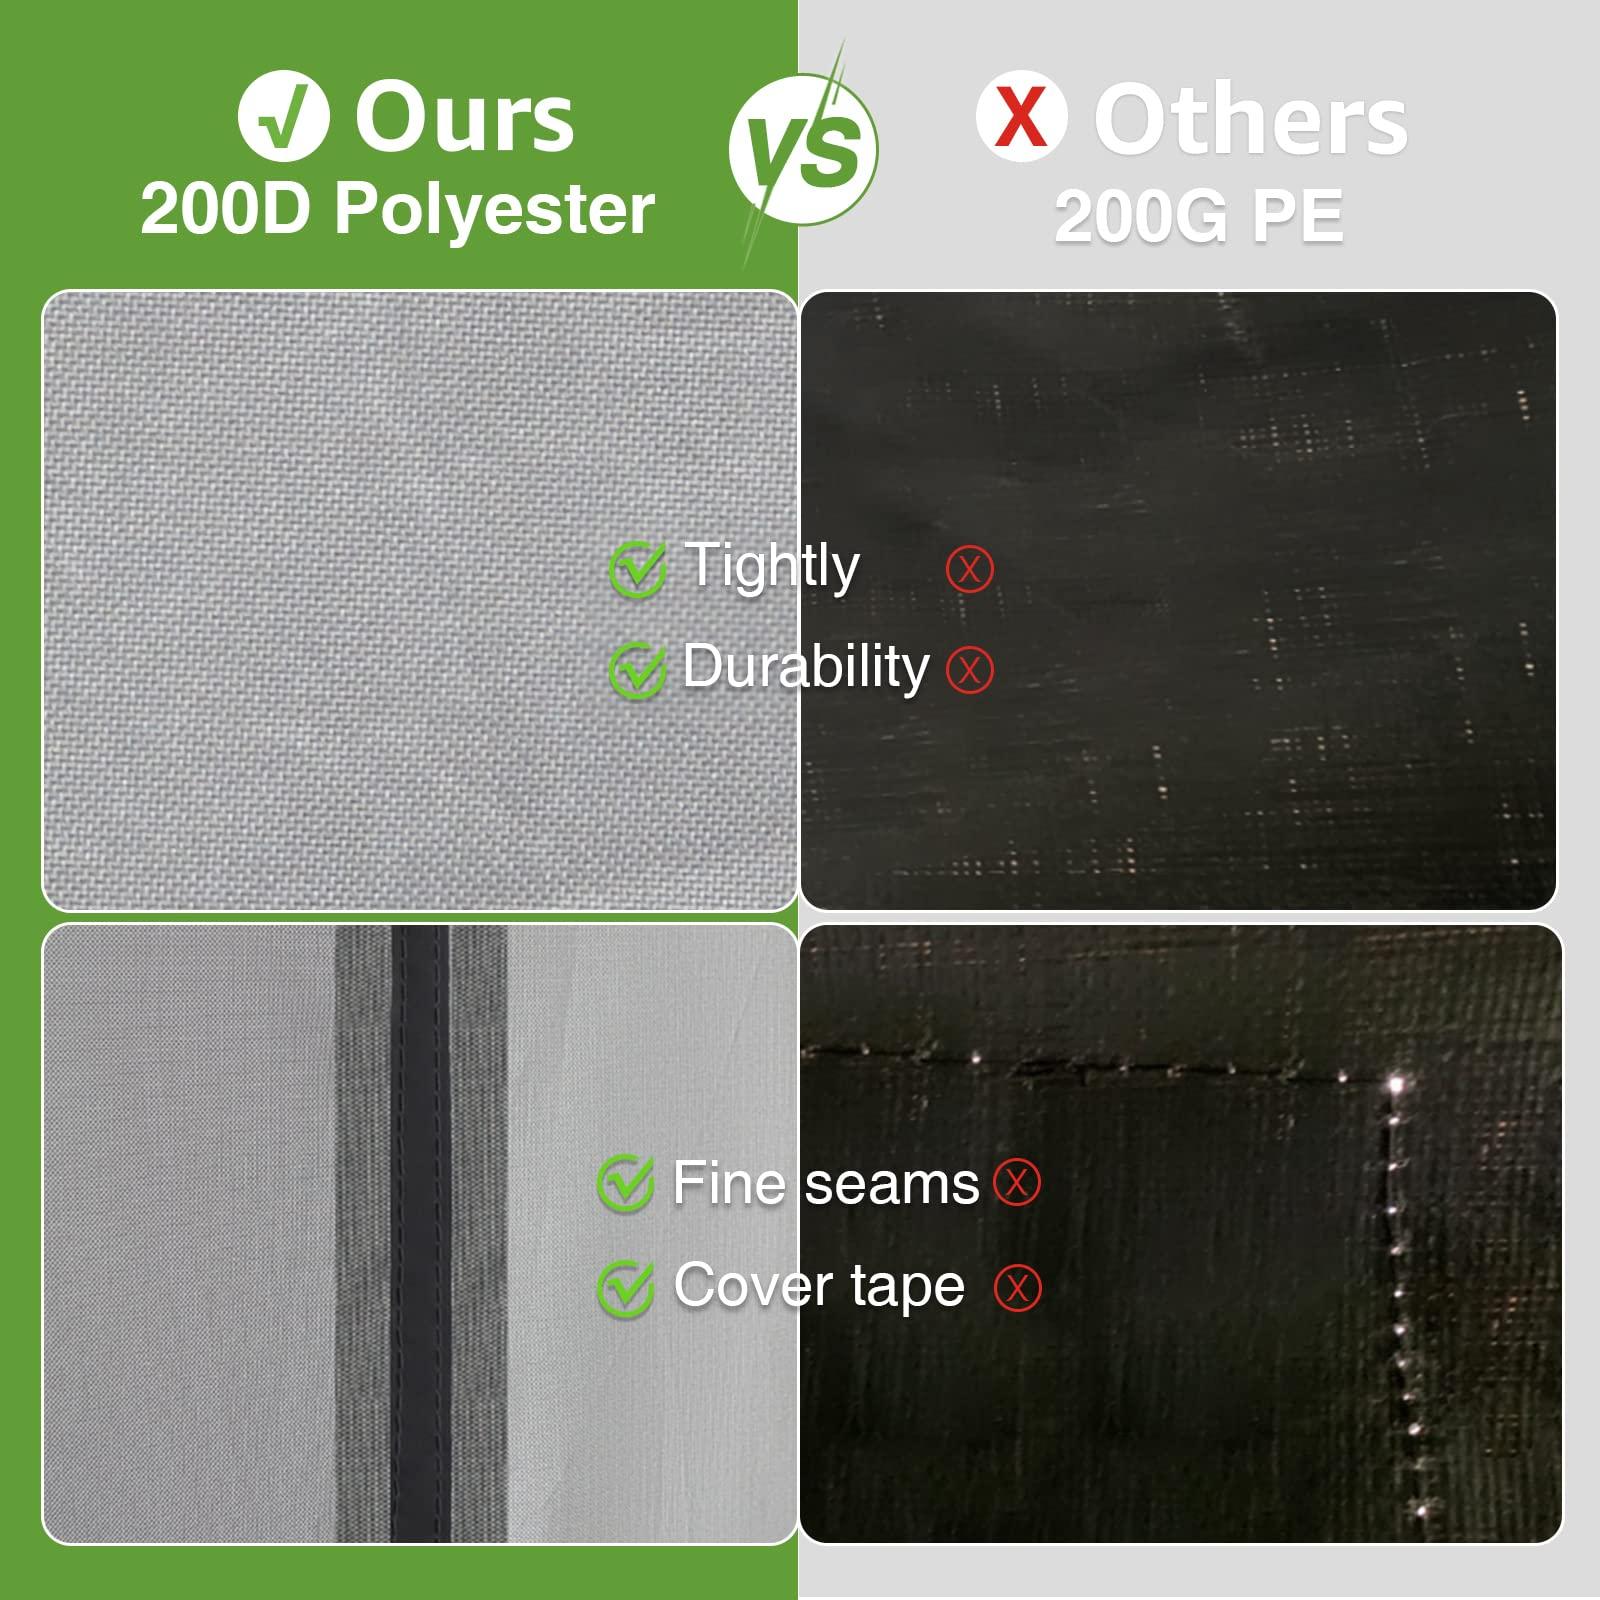 √ Ours
200D Polyester
VS
X Others
200G PE
Tightly X
Durability X
Fine seams X
Cover tape X